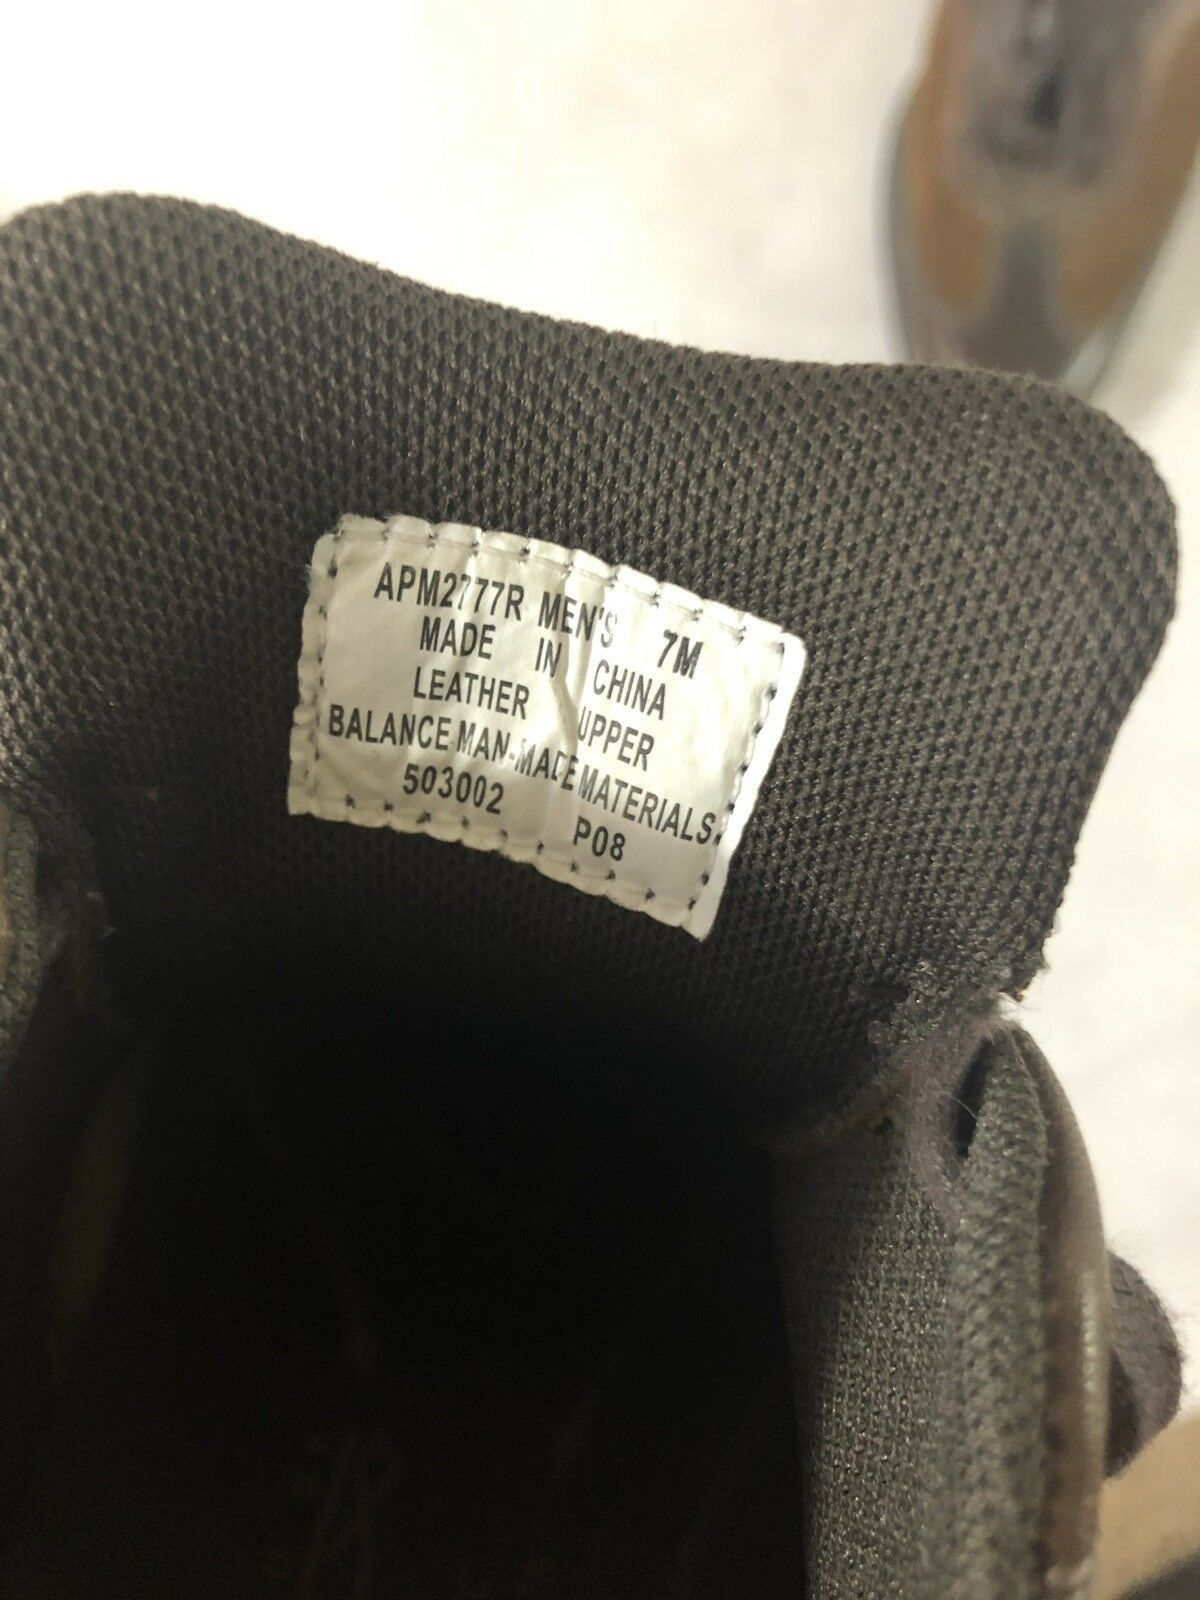 APM2777R MEN'S 7M
MADE IN CHINA
LEATHER UPPER
BALANCE MAN-MADE MATERIALS
503002 P08